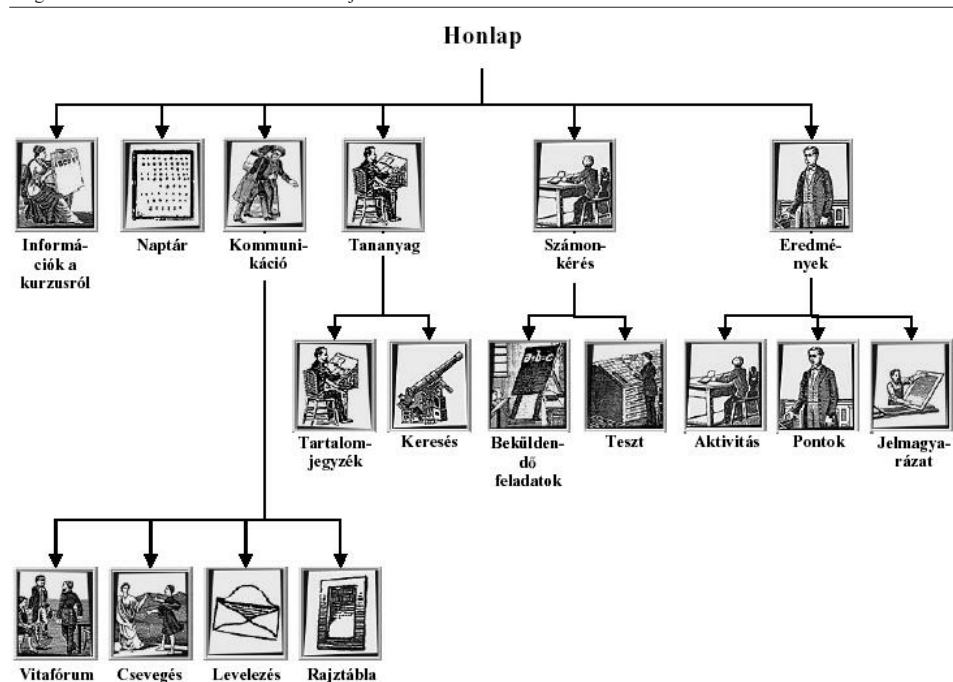 Honlap
Informá-
ciók a
kurzusról
Naptár
Kommuni-
káció
Tananyag
Számon-
kérés
Eredmé-
nyek
Tartalom-
jegyzék
Keresés
Bekülden-
dő
feladatok
Teszt
Aktivitás
Pontok
Jelmagya-
rázat
Vitafórum
Csevegés
Levelezés
Rajztábla